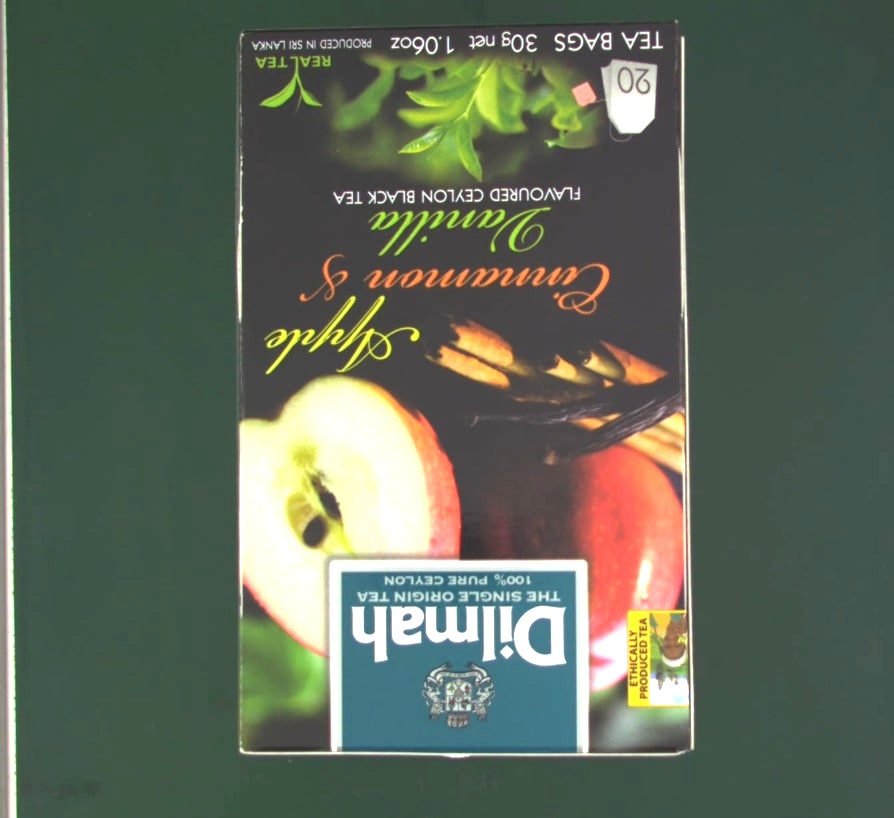 Dilmah
THE SINGLE ORIGIN TEA
100% PURE CEYLON
ETHICALLY
PRODUCED TEA
Apple
Cinnamon &
Vanilla
FLAVOURED CEYLON BLACK TEA
20
REAL TEA
TEA BAGS 30g net 1.06oz
PRODUCED IN SRI LANKA